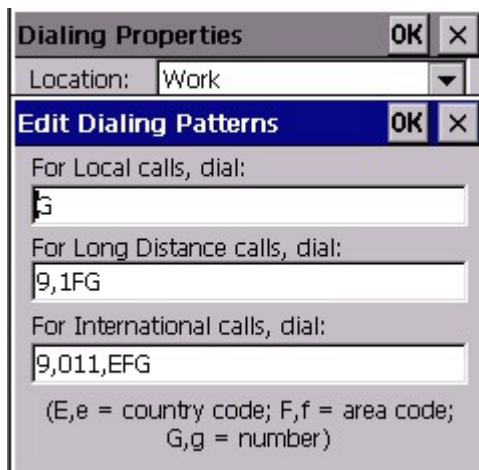 Dialing Properties OK ×
Location: Work
Edit Dialing Patterns OK ×
For Local calls, dial:
G
For Long Distance calls, dial:
9,1FG
For International calls, dial:
9,011,EFG
(E,e = country code; F,f = area code;
G,g = number)